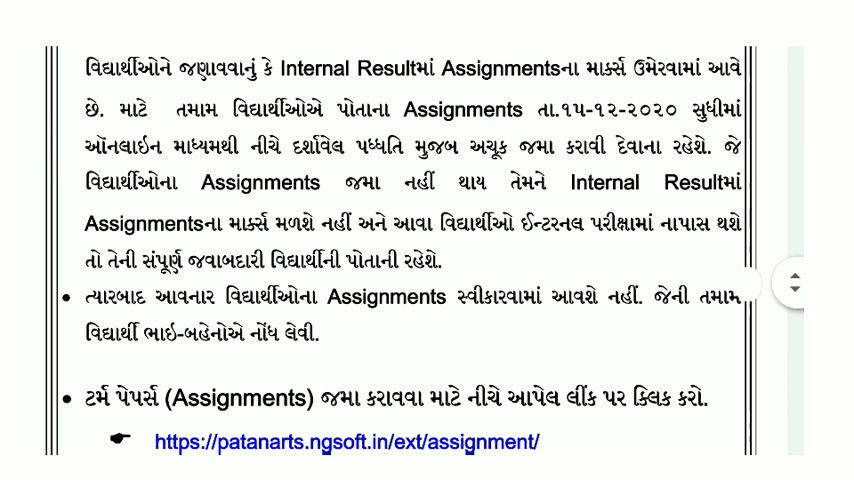 વિદ્યાર્થીઓને જણાવવાનું કે Internal Resultમાં Assignmentsના માર્ક્સ ઉમેરવામાં આવે
છે. માટે તમામ વિદ્યાર્થીઓએ પોતાના Assignments તા.૧૫-૧૨-૨૦૨૦ સુધીમાં
ઑનલાઇન માધ્યમથી નીચે દર્શાવેલ પધ્ધતિ મુજબ અચૂક જમા કરાવી દેવાના રહેશે. જે
વિદ્યાર્થીઓના Assignments જમા નહીં થાય તેમને Internal Resultમાં
Assignmentsના માર્ક્સ મળશે નહીં અને આવા વિદ્યાર્થીઓ ઈન્ટરનલ પરીક્ષામાં નાપાસ થશે
તો તેની સંપૂર્ણ જવાબદારી વિદ્યાર્થીની પોતાની રહેશે.
• ત્યારબાદ આવનાર વિદ્યાર્થીઓના Assignments સ્વીકારવામાં આવશે નહીં. જેની તમામ
વિદ્યાર્થી ભાઇ-બહેનોએ નોંધ લેવી.
• ટર્મ પેપર્સ (Assignments) જમા કરાવવા માટે નીચે આપેલ લીંક પર ક્લિક કરો.
☛ https://patanarts.ngsoft.in/ext/assignment/